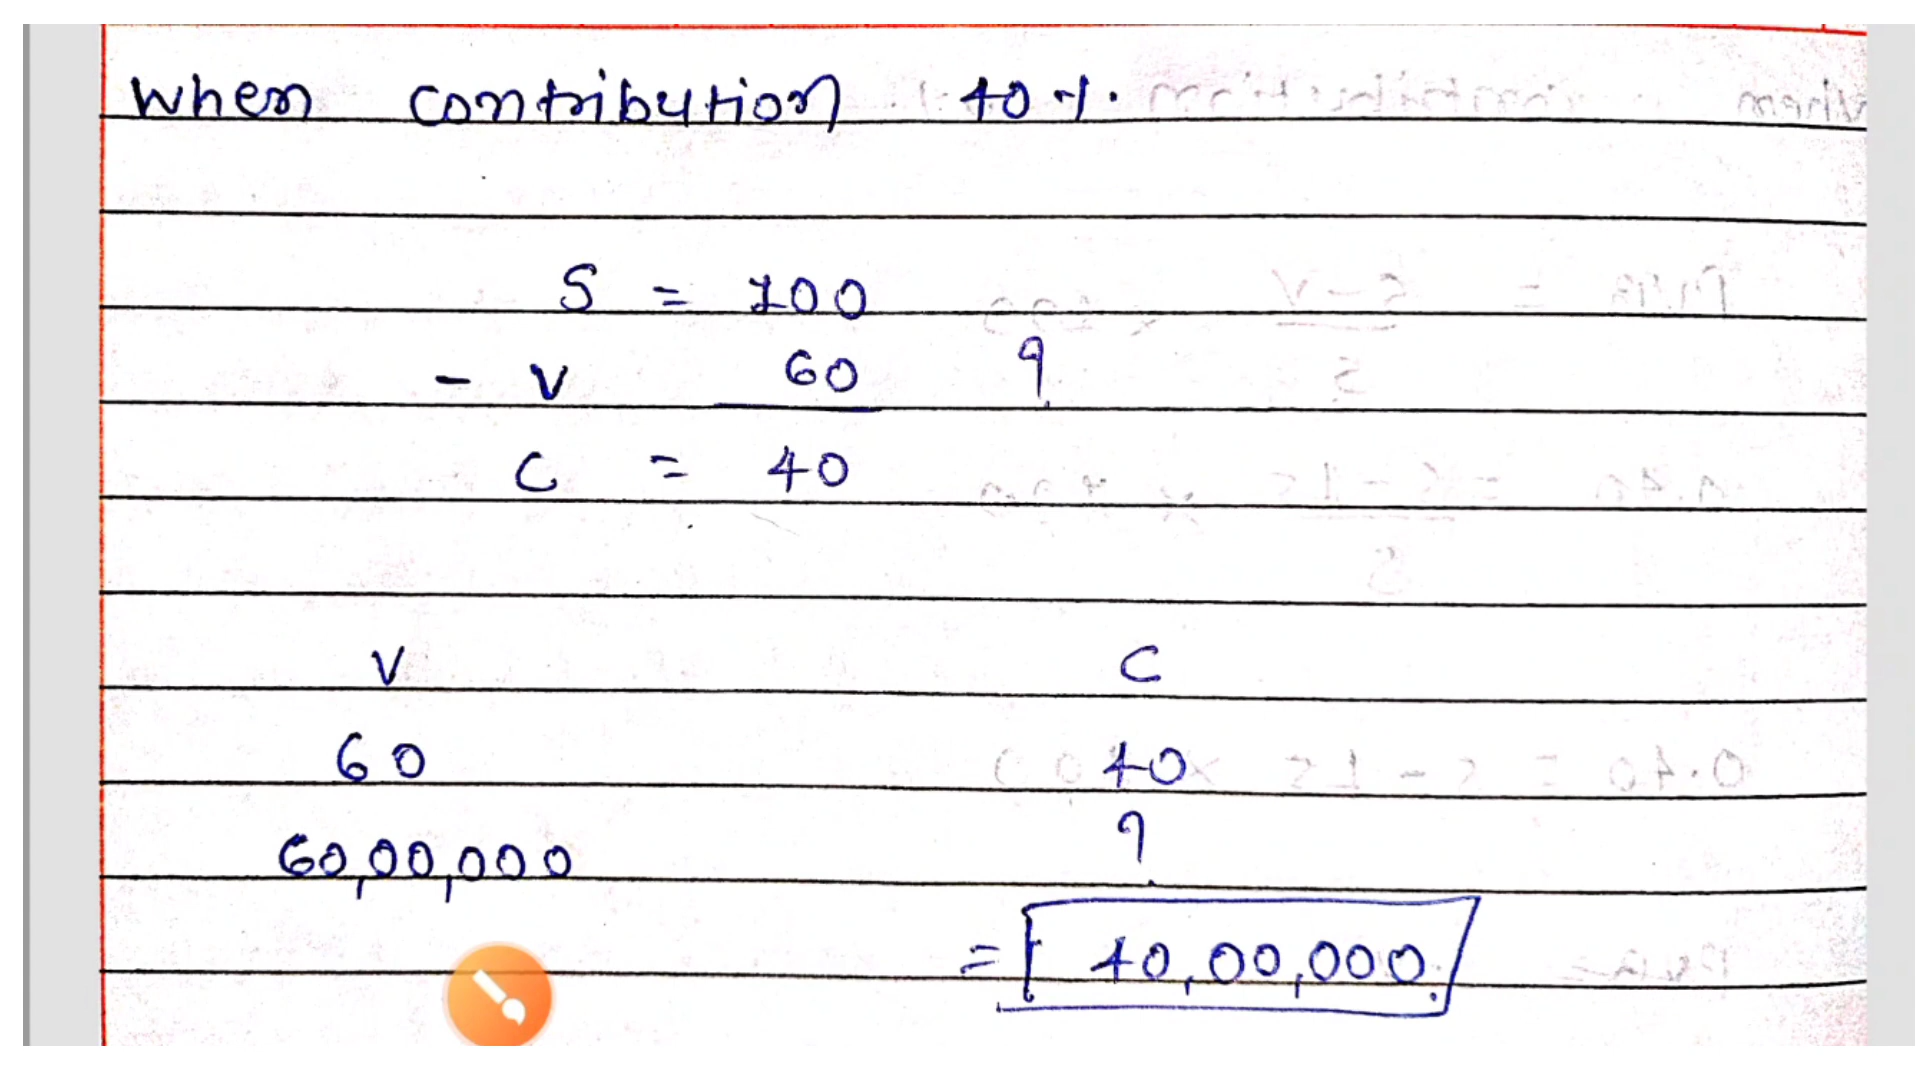 When contribution 40%.
S = 100
- V 60 ?
C = 40
V C
60 40
60,00,000 ?
= 40,00,000